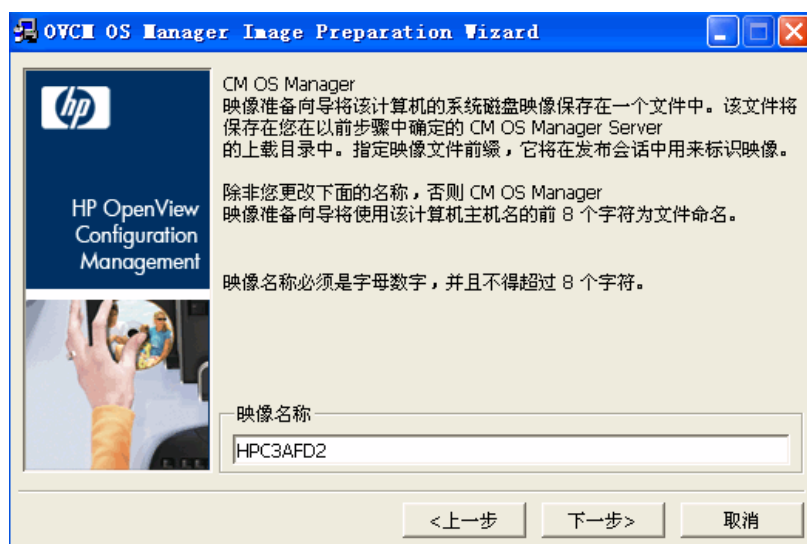 OVCM OS Manager Image Preparation Wizard
hp
HP OpenView
Configuration
Management
CM OS Manager
映像准备向导将该计算机的系统磁盘映像保存在一个文件中。该文件将
保存在您在以前步骤中确定的 CM OS Manager Server
的上载目录中。指定映像文件前缀，它将在发布会话中用来标识映像。
除非您更改下面的名称，否则 CM OS Manager
映像准备向导将使用该计算机主机名的前 8 个字符为文件命名。
映像名称必须是字母数字，并且不得超过 8 个字符。
映像名称
HPC3AFD2
<上一步
下一步>
取消